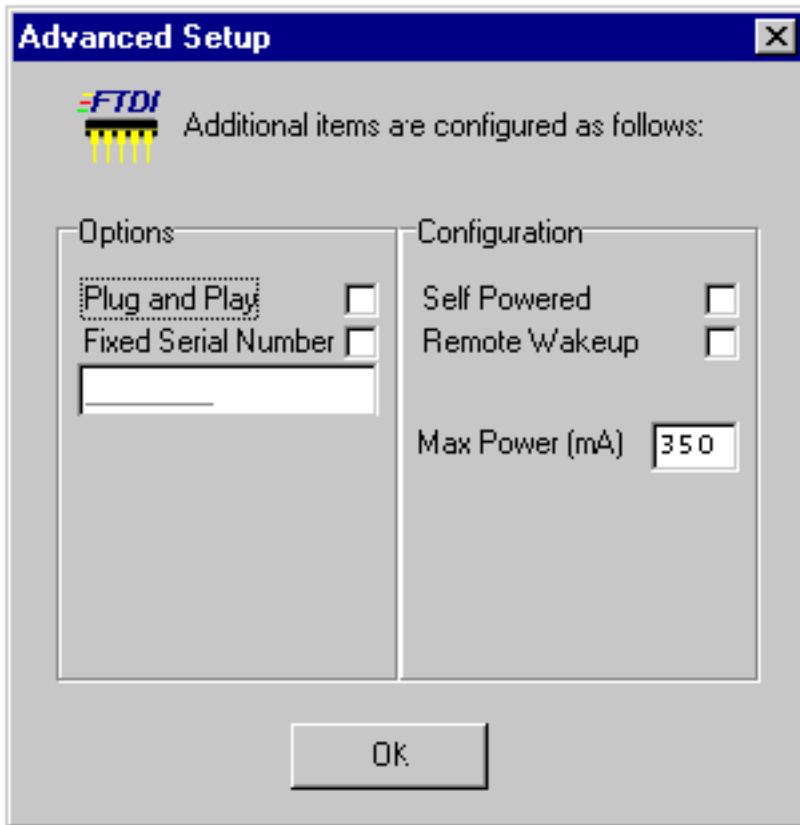 Advanced Setup
FTDI
Additional items are configured as follows:
Options
Plug and Play
Fixed Serial Number
________
Configuration
Self Powered
Remote Wakeup
Max Power (mA) 350
OK